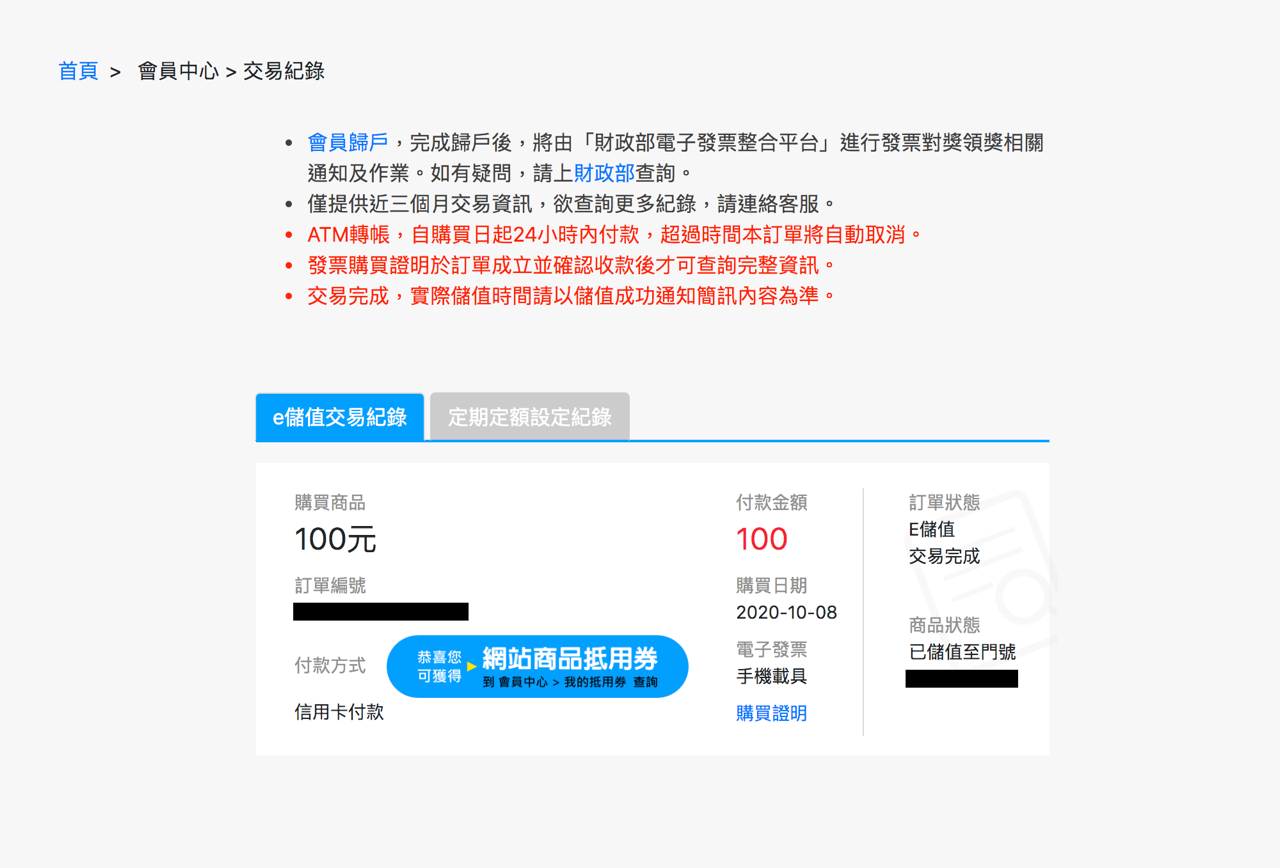 首頁 > 會員中心 > 交易紀錄
• 會員歸戶，完成歸戶後，將由「財政部電子發票整合平台」進行發票對獎領獎相關
通知及作業。如有疑問，請上財政部查詢。
• 僅提供近三個月交易資訊，欲查詢更多紀錄，請連絡客服。
• ATM轉帳，自購買日起24小時內付款，超過時間本訂單將自動取消。
• 發票購買證明於訂單成立並確認收款後才可查詢完整資訊。
• 交易完成，實際儲值時間請以儲值成功通知簡訊內容為準。
e儲值交易紀錄
定期定額設定紀錄
購買商品
100元
訂單編號
付款方式
恭喜您
可獲得
網站商品抵用券
到 會員中心 > 我的抵用券 查詢
信用卡付款
付款金額
100
購買日期
2020-10-08
電子發票
手機載具
購買證明
訂單狀態
E儲值
交易完成
商品狀態
已儲值至門號